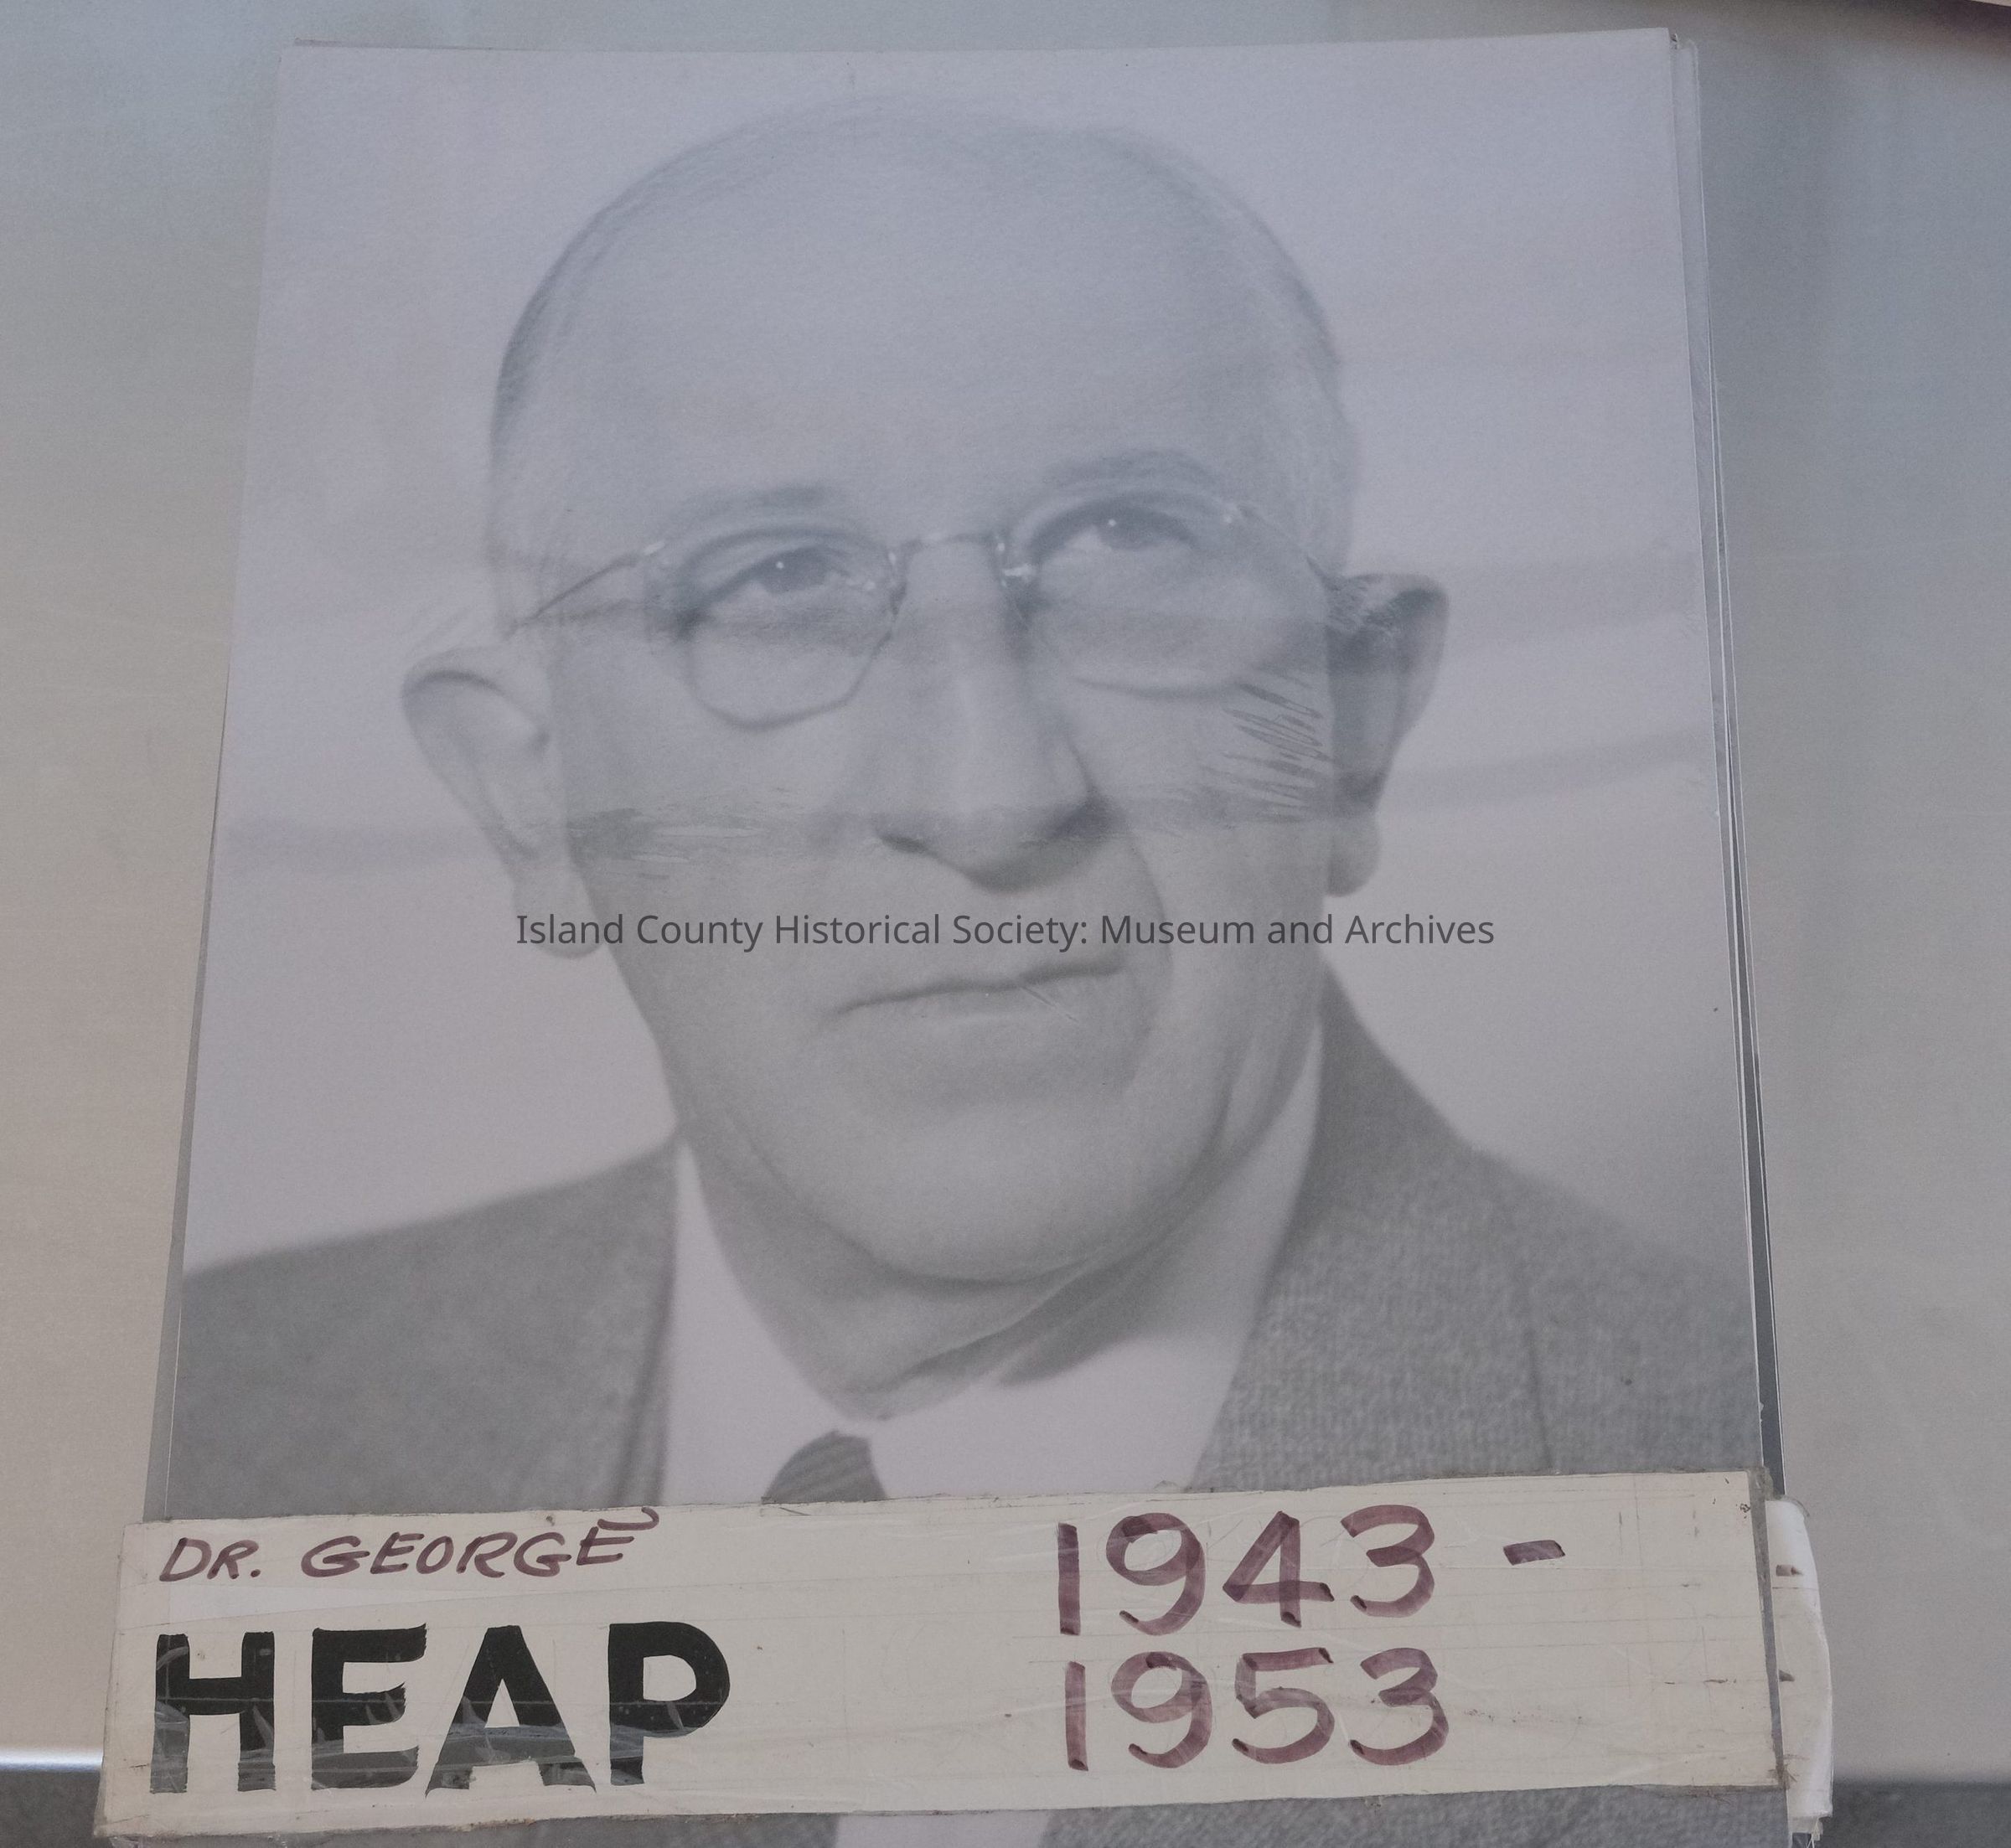 Island County Historical Society: Museum and Archives
DR. GEORGE
HEAP
1943 -
1953